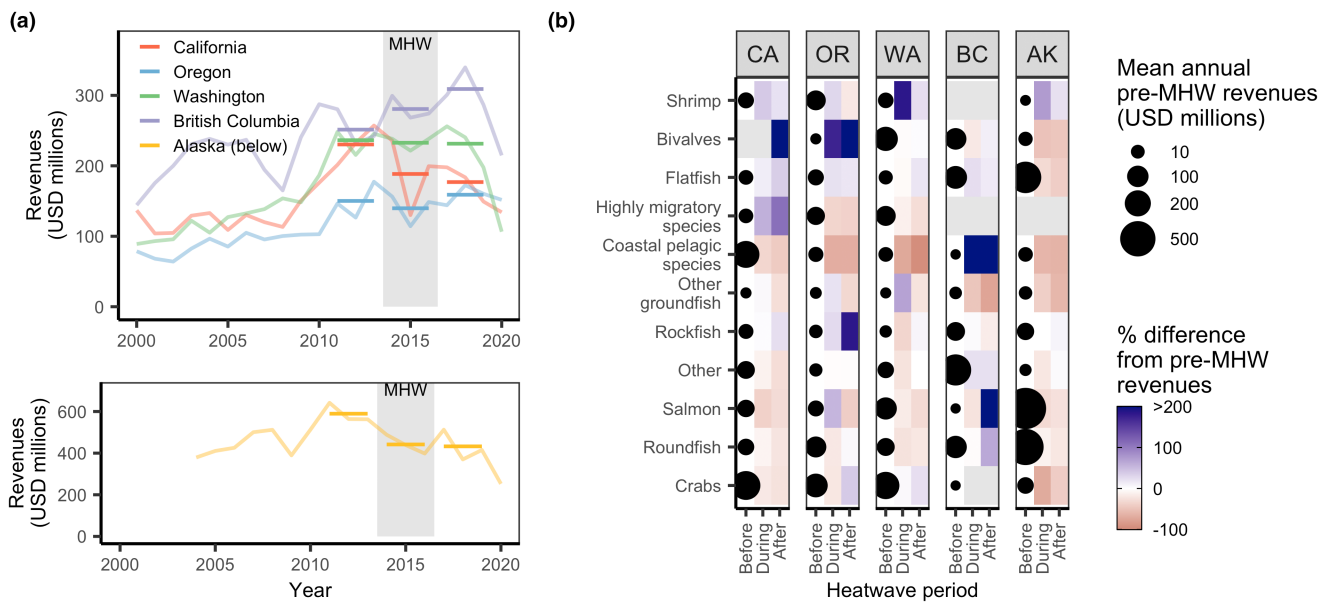 (a)
MHW
California
Oregon
Washington
British Columbia
Alaska (below)
Revenues
(USD millions)
300
200
100
0
2000
2005
2010
2015
2020
MHW
Revenues
(USD millions)
600
400
200
0
2000
2005
2010
2015
2020
Year
(b)
CA
OR
WA
BC
AK
Shrimp
Bivalves
Flatfish
Highly migratory
species
Coastal pelagic
species
Other
groundfish
Rockfish
Other
Salmon
Roundfish
Crabs
Before
During
After
Before
During
After
Before
During
After
Before
During
After
Before
During
After
Heatwave period
Mean annual
pre-MHW revenues
(USD millions)
10
100
200
500
% difference
from pre-MHW
revenues
>200
100
0
-100